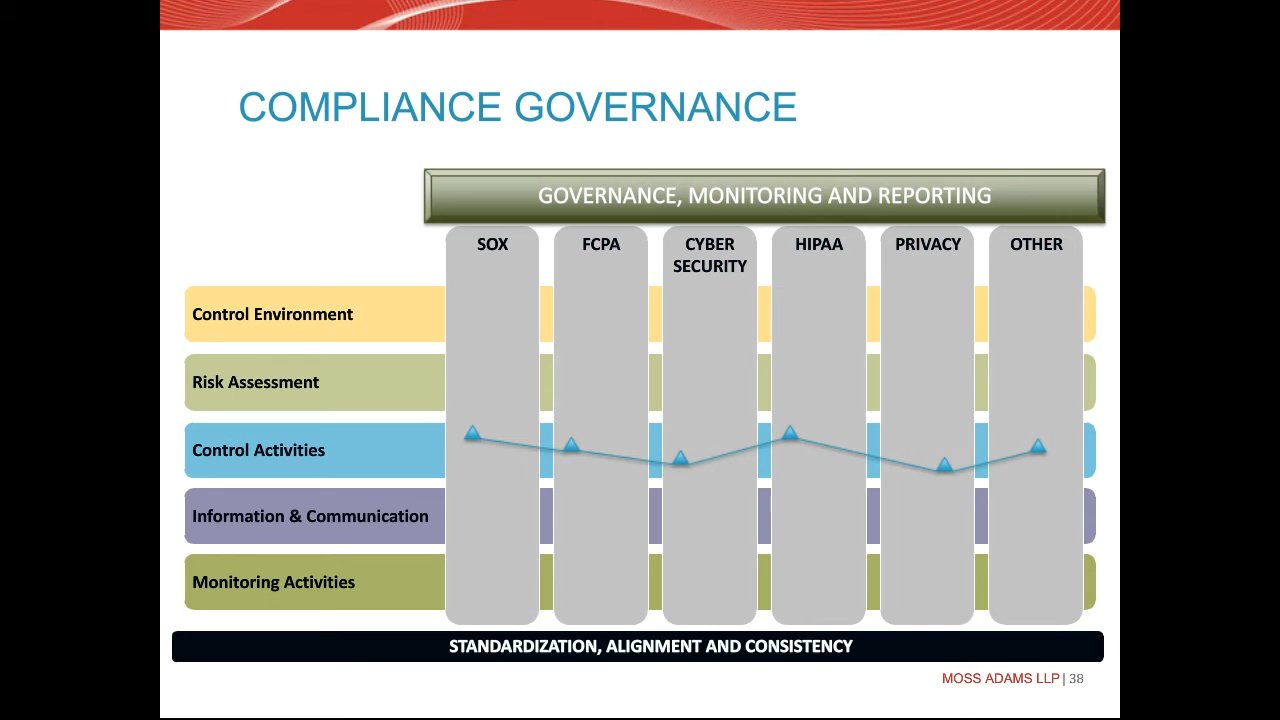 COMPLIANCE GOVERNANCE
GOVERNANCE, MONITORING AND REPORTING
SOX
FCPA
CYBER
SECURITY
HIPAA
PRIVACY
OTHER
Control Environment
Risk Assessment
Control Activities
Information & Communication
Monitoring Activities
STANDARDIZATION, ALIGNMENT AND CONSISTENCY
MOSS ADAMS LLP | 38